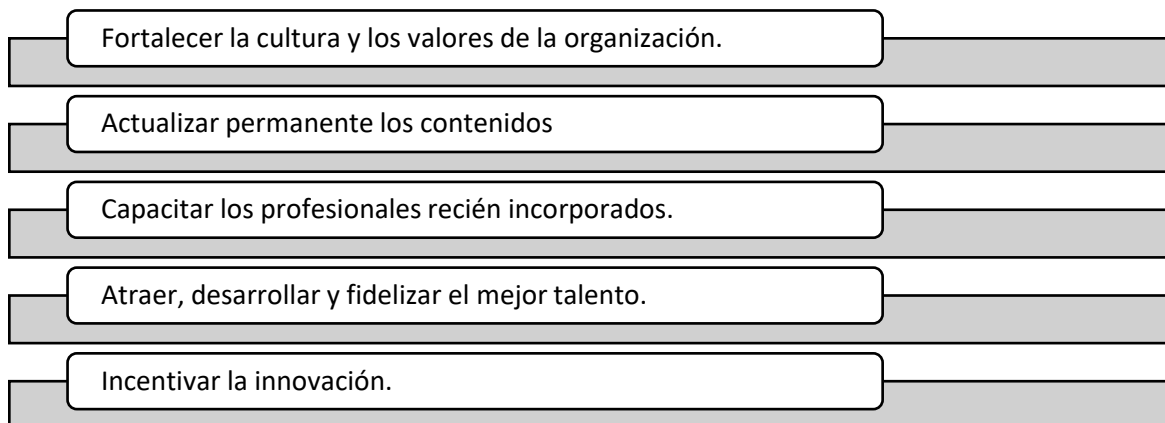 Fortalecer la cultura y los valores de la organización.
Actualizar permanente los contenidos
Capacitar los profesionales recién incorporados.
Atraer, desarrollar y fidelizar el mejor talento.
Incentivar la innovación.